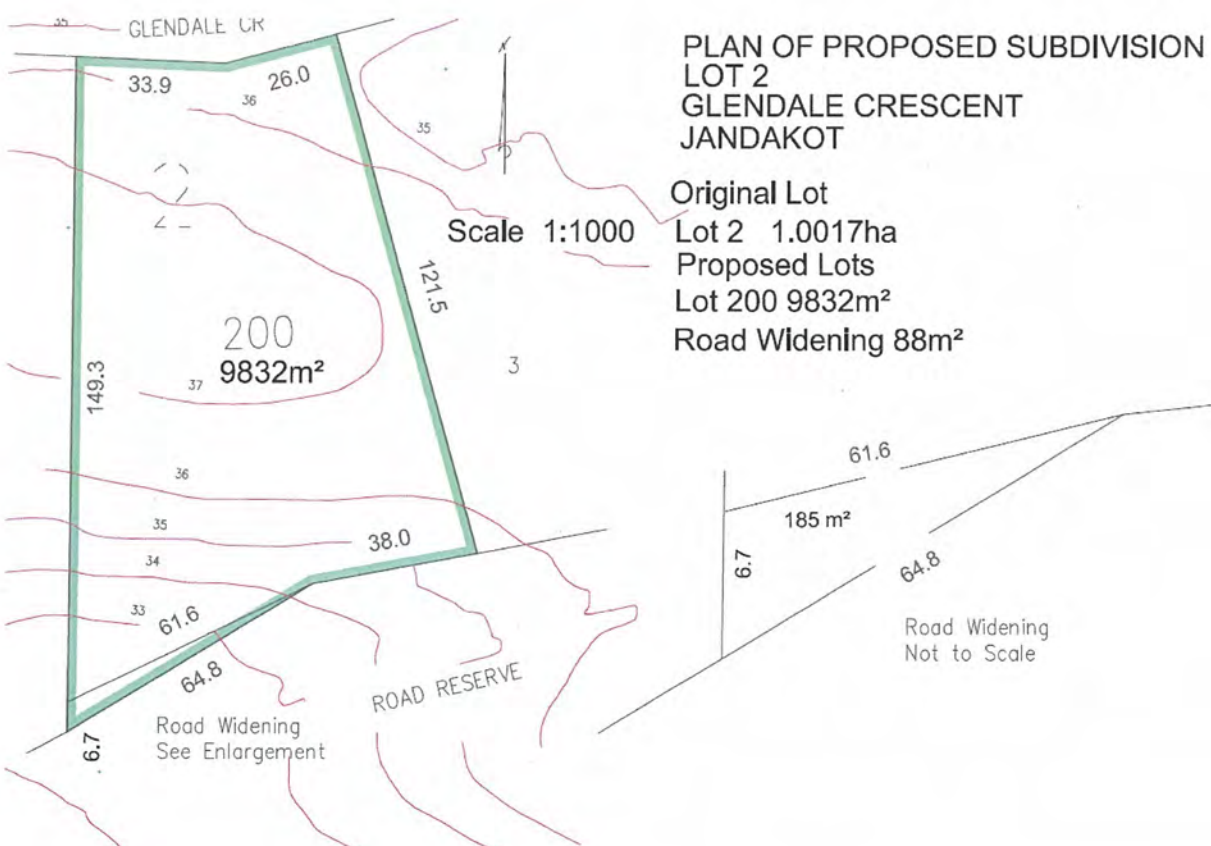 35
GLENDALE CR
33.9
26.0
36
35
2
200
9832m²
121.5
149.3
37
3
36
35
34
33
38.0
61.6
64.8
6.7
Road Widening
See Enlargement
ROAD RESERVE
Scale 1:1000
PLAN OF PROPOSED SUBDIVISION
LOT 2
GLENDALE CRESCENT
JANDAKOT
Original Lot
Lot 2 1.0017ha
Proposed Lots
Lot 200 9832m²
Road Widening 88m²
61.6
185 m²
6.7
64.8
Road Widening
Not to Scale